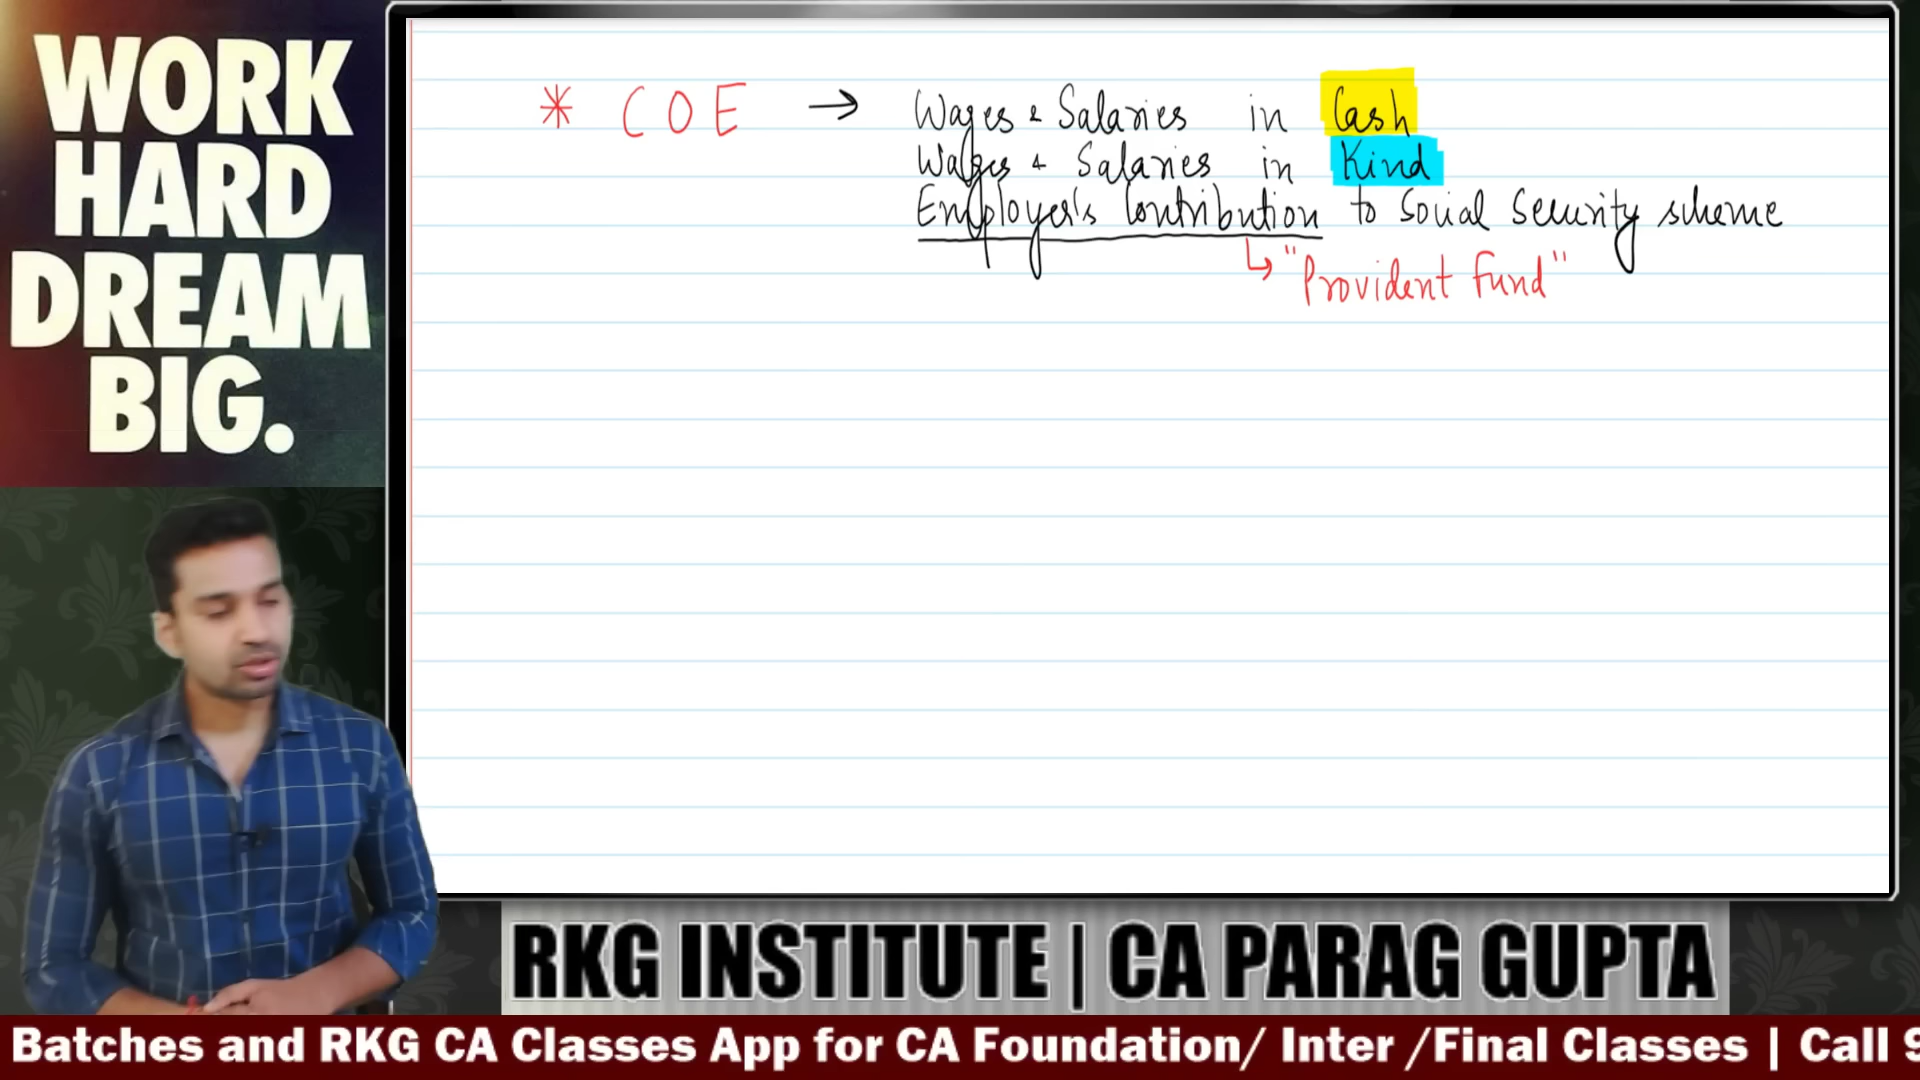 WORK
HARD
DREAM
BIG.
* COE → Wages & Salaries in Cash
Wages & Salaries in Kind
Employer's Contribution to Social Security scheme
↳ "Provident Fund"
RKG INSTITUTE | CA PARAG GUPTA
Batches and RKG CA Classes App for CA Foundation/ Inter /Final Classes | Call 9